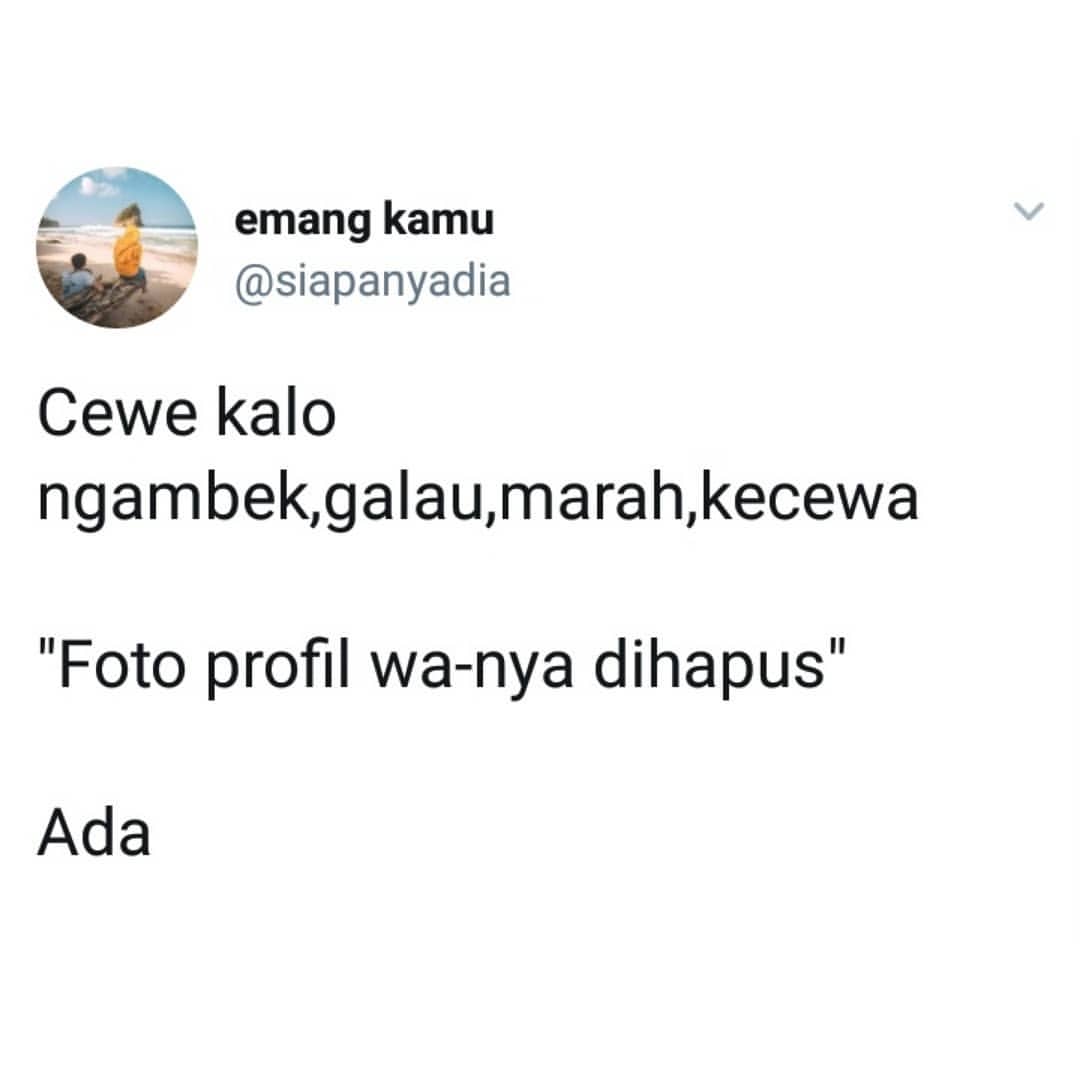 emang kamu
@siapanyadia
Cewe kalo
ngambek,galau,marah,kecewa
"Foto profil wa-nya dihapus"
Ada